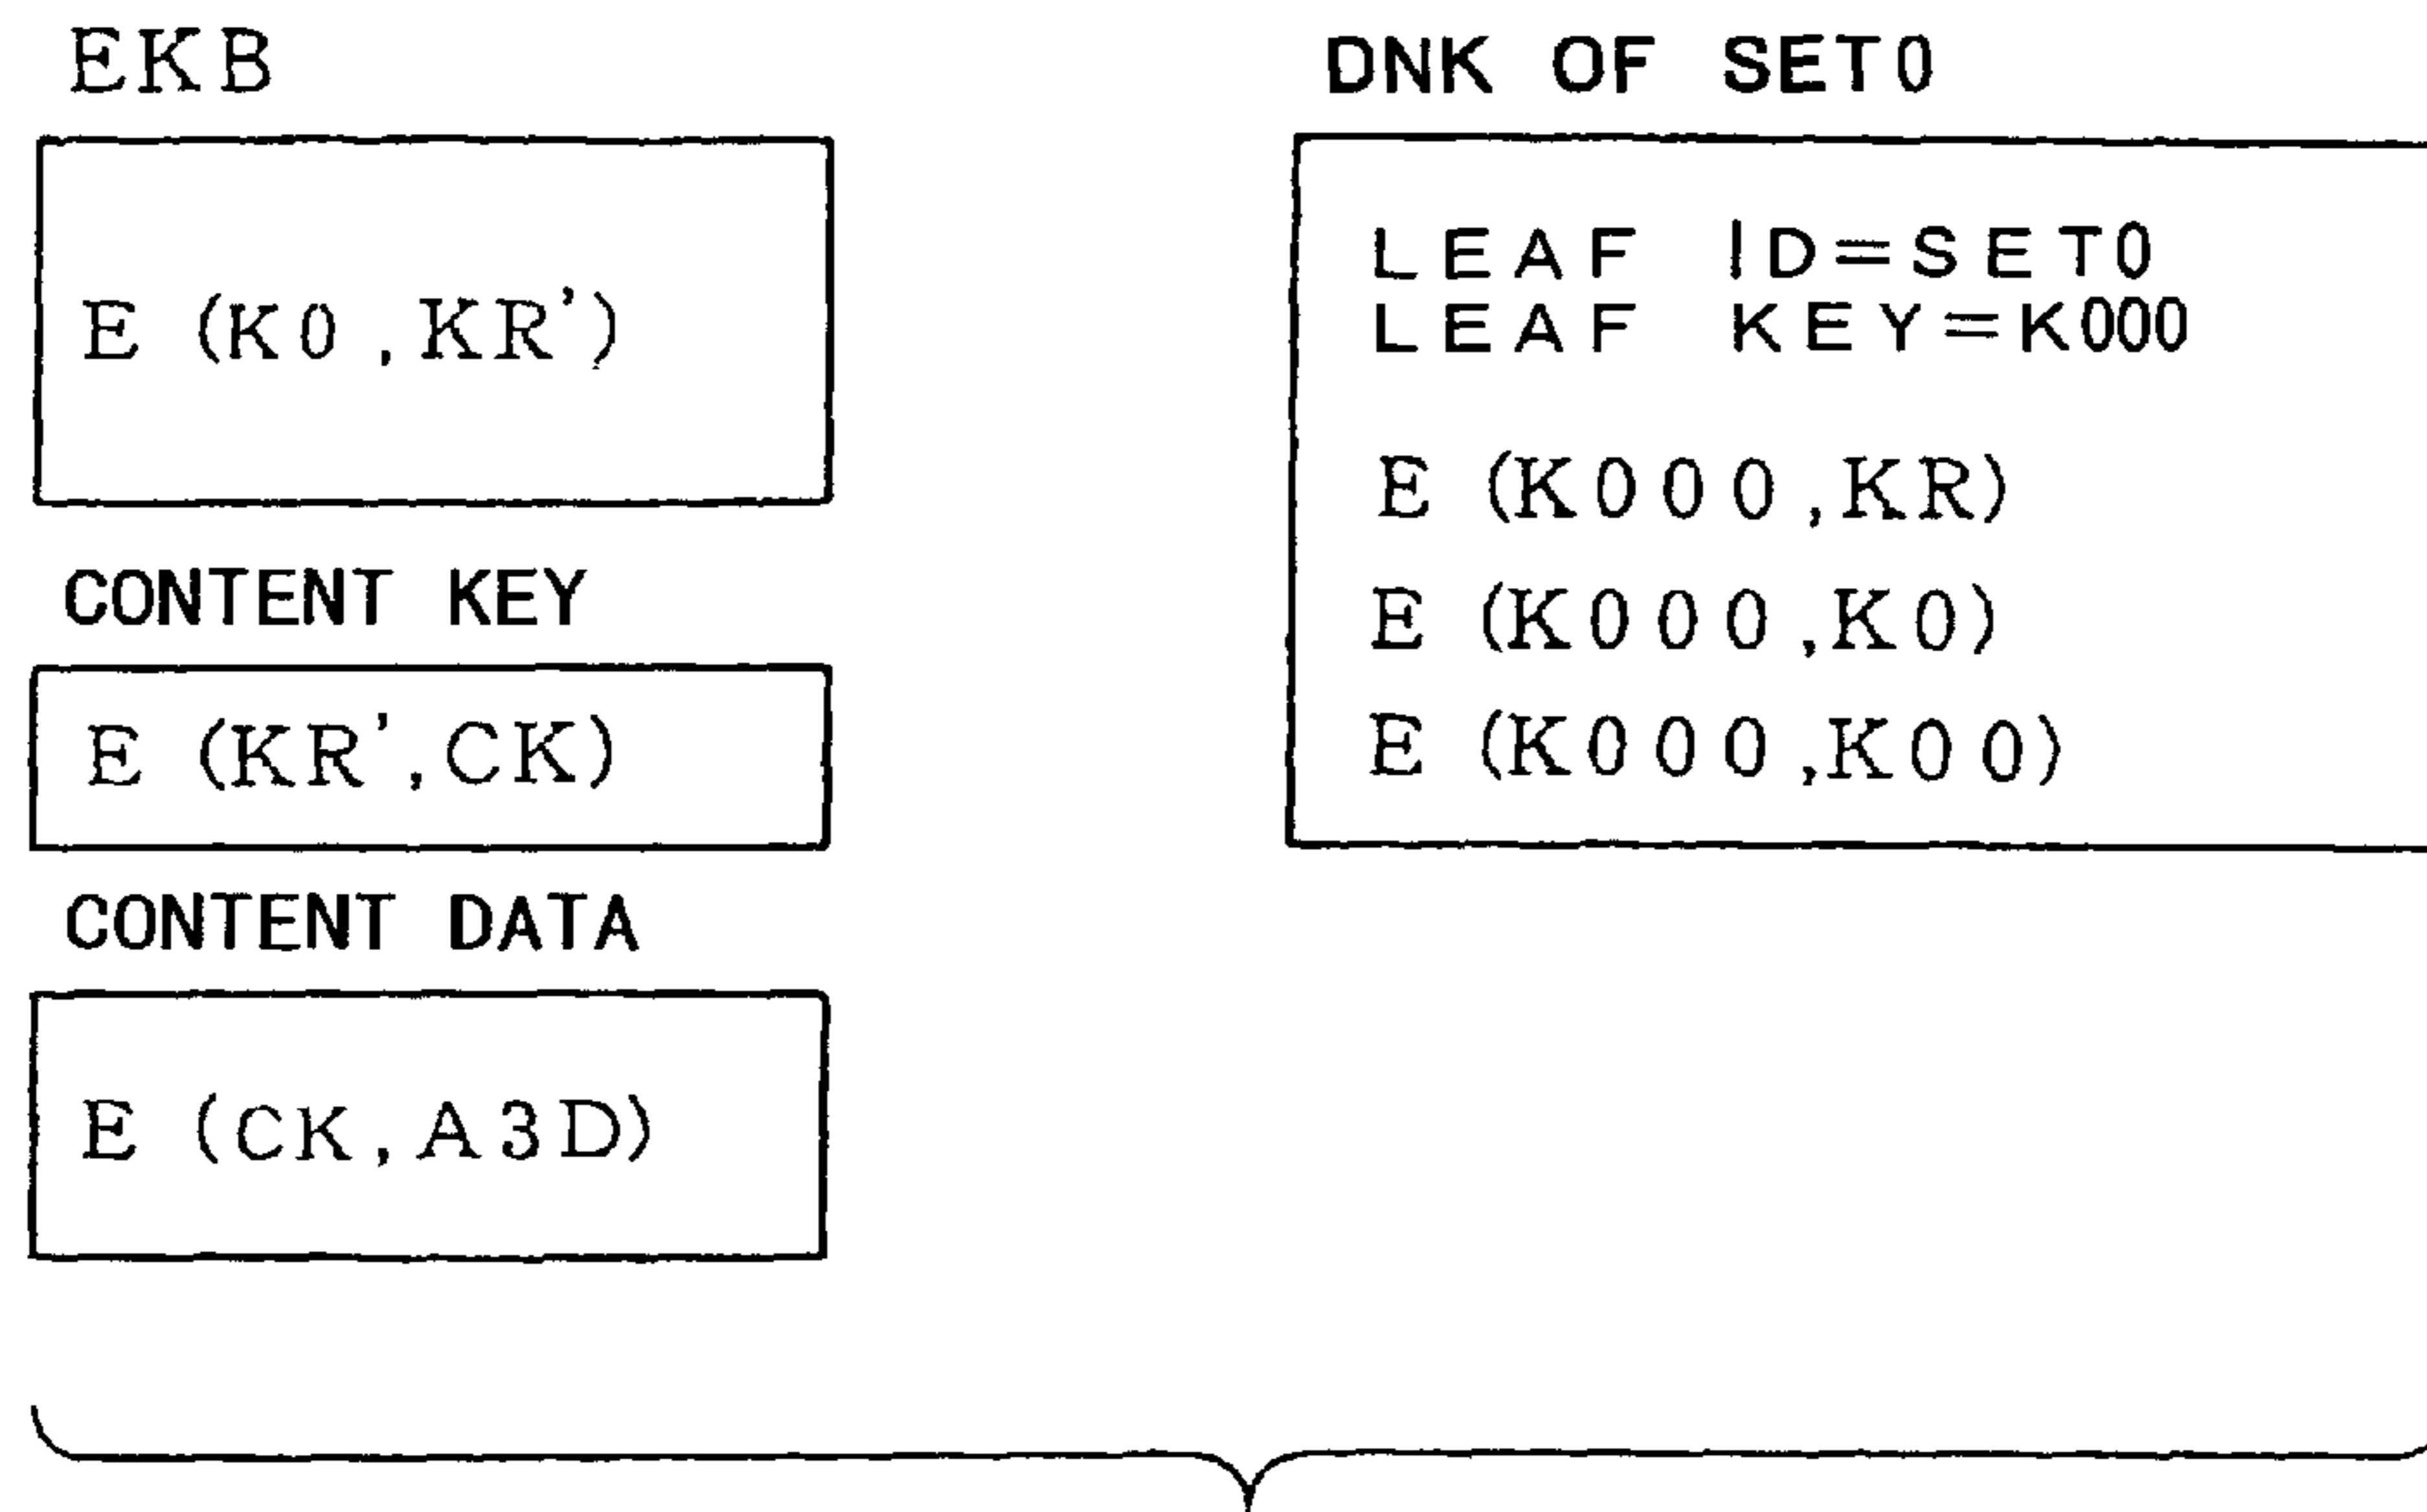 EKB
E (K0,KR')
CONTENT KEY
E (KR',CK)
CONTENT DATA
E (CK,A3D)
DNK OF SET0
LEAF ID=SET0
LEAF KEY=K000
E (K000,KR)
E (K000,K0)
E (K000,K00)